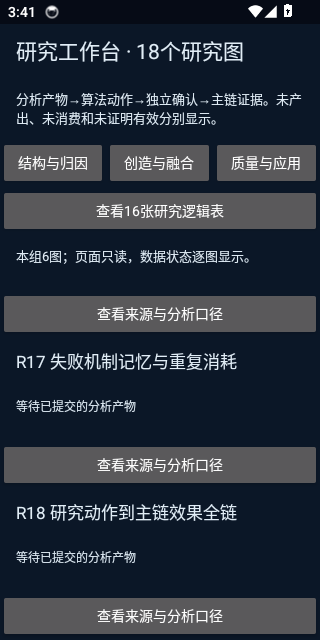 3:41
研究工作台 · 18个研究图
分析产物→算法动作→独立确认→主链证据。未产
出、未消费和未证明有效分别显示。
结构与归因 创造与融合 质量与应用
查看16张研究逻辑表
本组6图；页面只读，数据状态逐图显示。
查看来源与分析口径
R17 失败机制记忆与重复消耗
等待已提交的分析产物
查看来源与分析口径
R18 研究动作到主链效果全链
等待已提交的分析产物
查看来源与分析口径